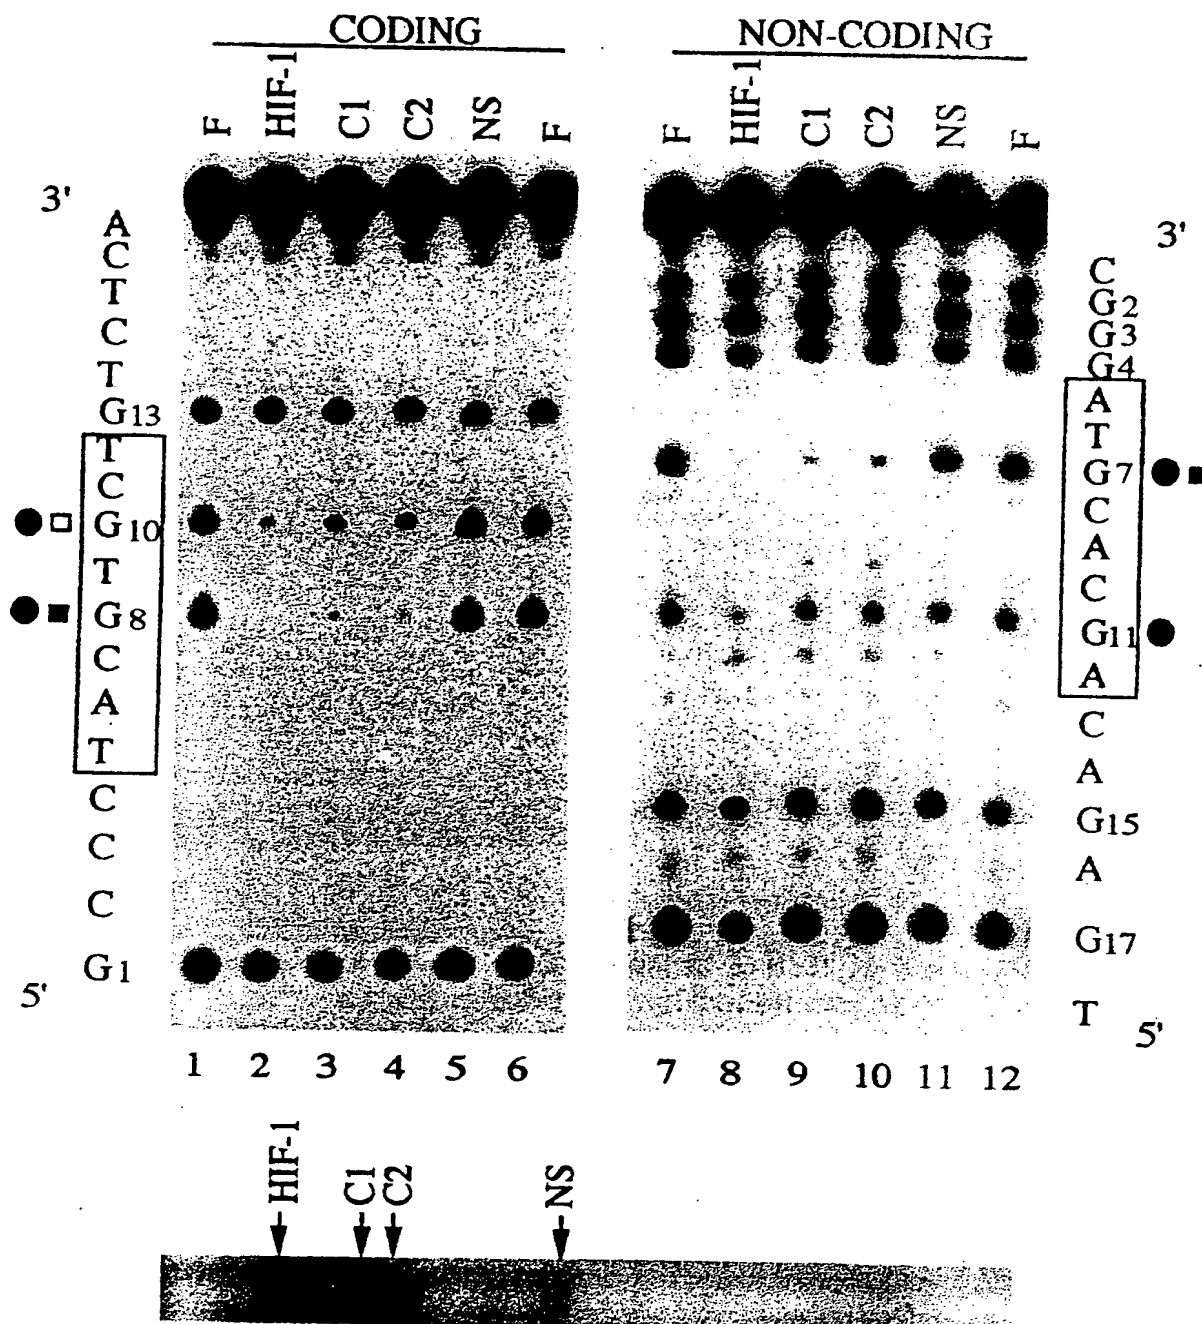 CODING
NON-CODING
F HIF-1 C1 C2 NS F
F HIF-1 C1 C2 NS F
3'
A
C
T
C
T
G13
T
C
G10
T
G8
C
A
T
C
C
C
G1
5'
3'
C
G2
G3
G4
A
T
G7
C
A
C
G11
A
C
A
G15
A
G17
T
5'
1 2 3 4 5 6
7 8 9 10 11 12
HIF-1 C1 C2 NS